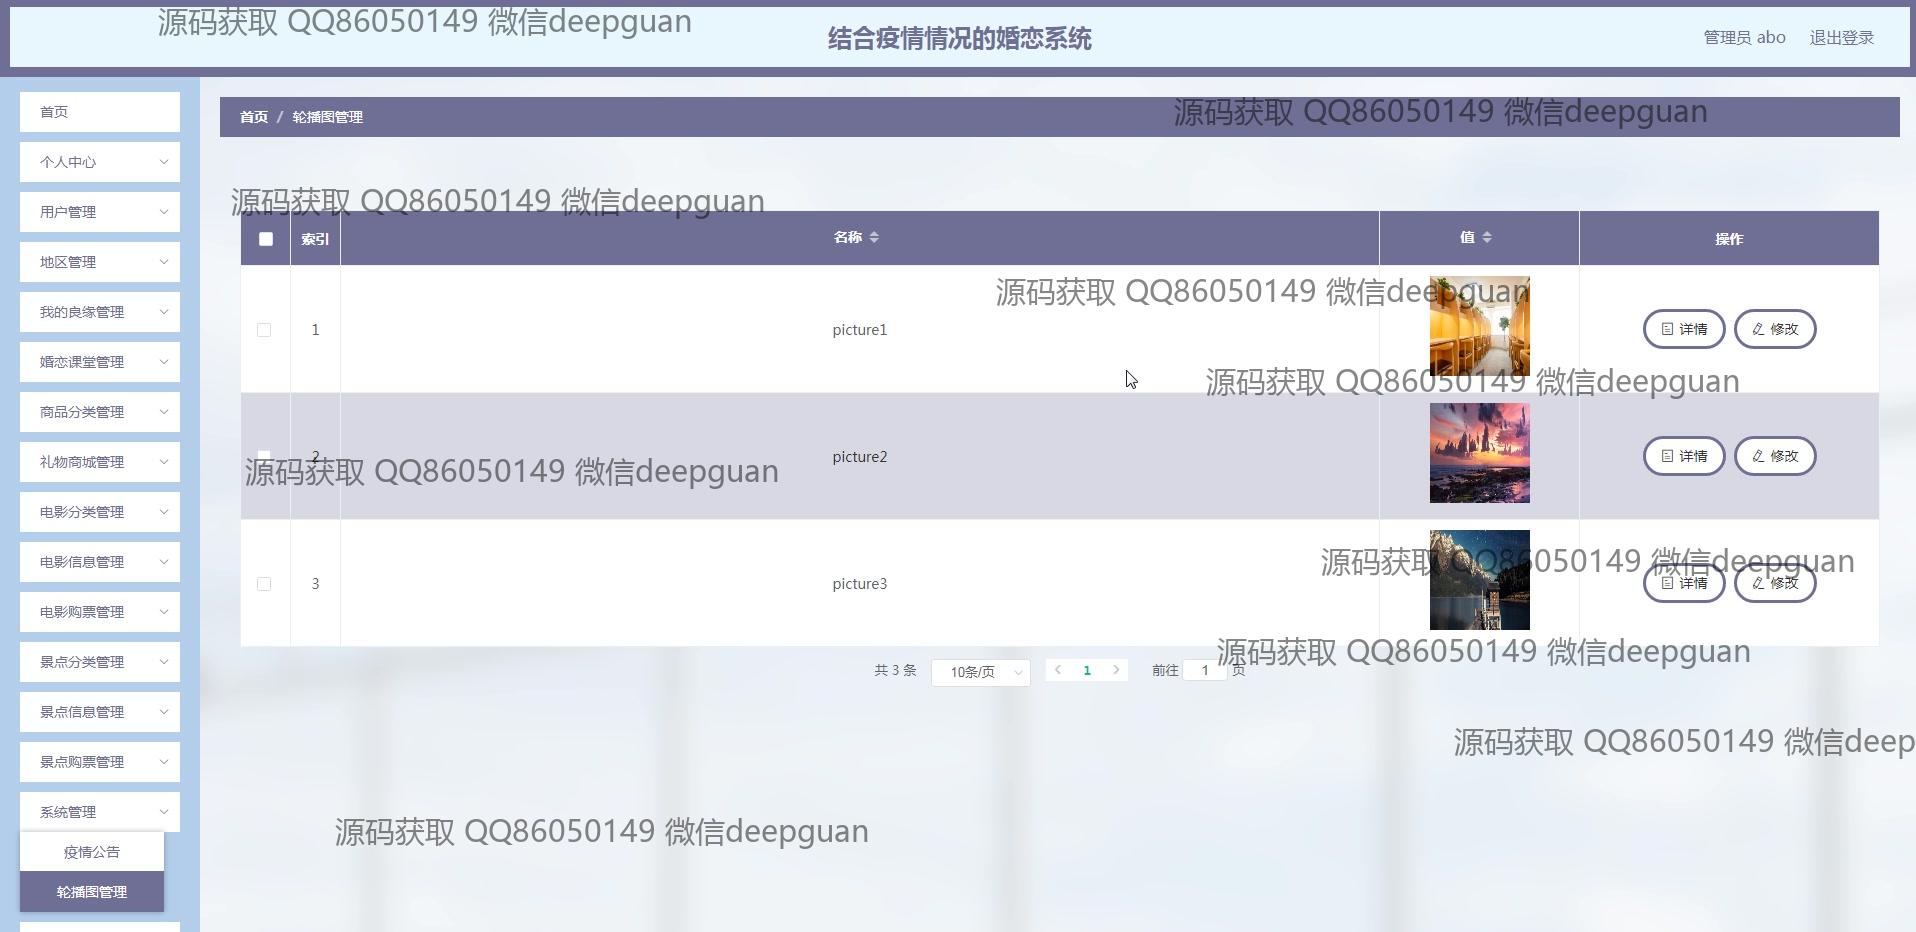 源码获取 QQ86050149 微信deepguan
结合疫情情况的婚恋系统
管理员 abo 退出登录
首页
个人中心
用户管理
地区管理
我的良缘管理
婚恋课堂管理
商品分类管理
礼物商城管理
电影分类管理
电影信息管理
电影购票管理
景点分类管理
景点信息管理
景点购票管理
系统管理
疫情公告
轮播图管理
首页 / 轮播图管理
源码获取 QQ86050149 微信deepguan
源码获取 QQ86050149 微信deepguan
索引 名称 值 操作
源码获取 QQ86050149 微信deepguan
1 picture1 详情 修改
源码获取 QQ86050149 微信deepguan
2 picture2 详情 修改
源码获取 QQ86050149 微信deepguan
源码获取 QQ86050149 微信deepguan
3 picture3 详情 修改
源码获取 QQ86050149 微信deepguan
共 3 条 10条/页 1 前往 1 页
源码获取 QQ86050149 微信deep
源码获取 QQ86050149 微信deepguan